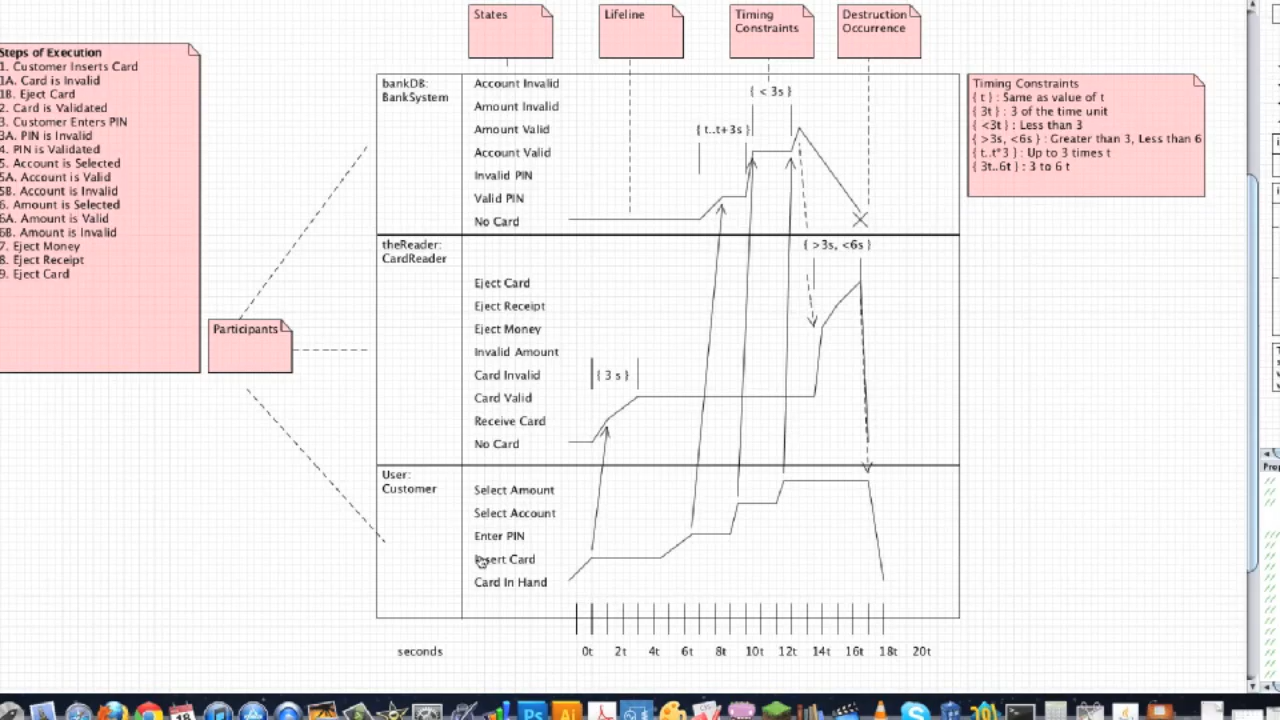 States
Lifeline
Timing
Constraints
Destruction
Occurrence
Steps of Execution
1. Customer Inserts Card
1A. Card is Invalid
1B. Eject Card
2. Card is Validated
3. Customer Enters PIN
3A. PIN is Invalid
4. PIN is Validated
5. Account is Selected
5A. Account is Valid
5B. Account is Invalid
6. Amount is Selected
6A. Amount is Valid
6B. Amount is Invalid
7. Eject Money
8. Eject Receipt
9. Eject Card
Participants
bankDB:
BankSystem
Account Invalid
Amount Invalid
Amount Valid
Account Valid
Invalid PIN
Valid PIN
No Card
{ < 3s }
{ t..t+3s }
Timing Constraints
{ t } : Same as value of t
{ 3t } : 3 of the time unit
{ <3t } : Less than 3
{ >3s, <6s } : Greater than 3, Less than 6
{ t..t*3 } : Up to 3 times t
{ 3t..6t } : 3 to 6 t
theReader:
CardReader
{ >3s, <6s }
Eject Card
Eject Receipt
Eject Money
Invalid Amount
Card Invalid
{ 3 s }
Card Valid
Receive Card
No Card
User:
Customer
Select Amount
Select Account
Enter PIN
Insert Card
Card In Hand
seconds 0t 2t 4t 6t 8t 10t 12t 14t 16t 18t 20t
18
Ps
Ai